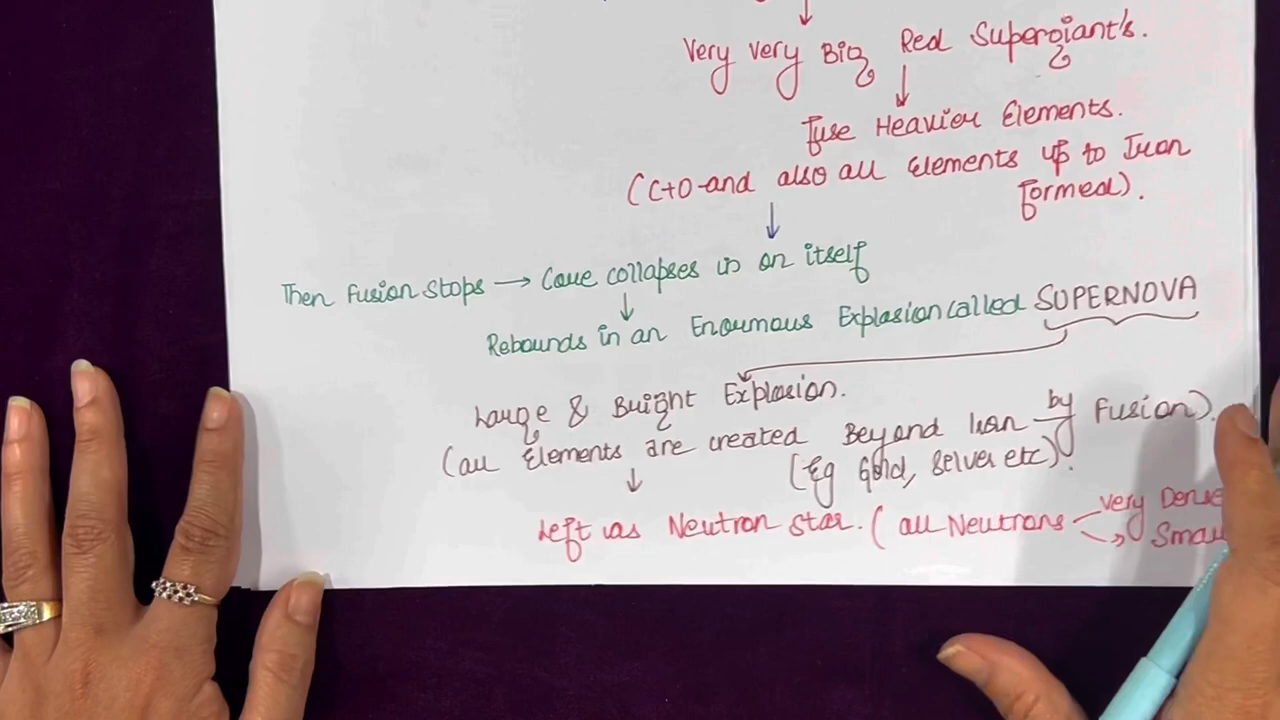 Very very Big Red Supergiant's.
Fuse Heavier Elements.
(C+O-and also all Elements up to Iron
formed).
Then Fusion Stops → Core collapses in on itself
Rebounds in an Enormous Explosion called SUPERNOVA
Large & Bright Explosion.
(all Elements are created Beyond Iron - by Fusion).
(Eg Gold, Selver etc).
Left as Neutron Star. (all Neutrons
very Dense
Small